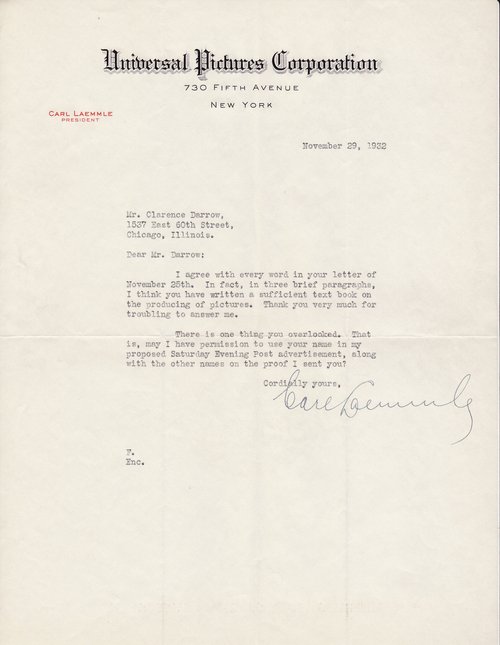 Universal Pictures Corporation
730 Fifth Avenue
New York
Carl Laemmle
President
November 29, 1932
Mr. Clarence Darrow,
1537 East 60th Street,
Chicago, Illinois.
Dear Mr. Darrow:
I agree with every word in your letter of
November 25th. In fact, in three brief paragraphs,
I think you have written a sufficient text book on
the producing of pictures. Thank you very much for
troubling to answer me.
There is one thing you overlooked. That
is, may I have permission to use your name in my
proposed Saturday Evening Post advertisement, along
with the other names on the proof I sent you?
Cordially yours,
Carl Laemmle
F.
Enc.